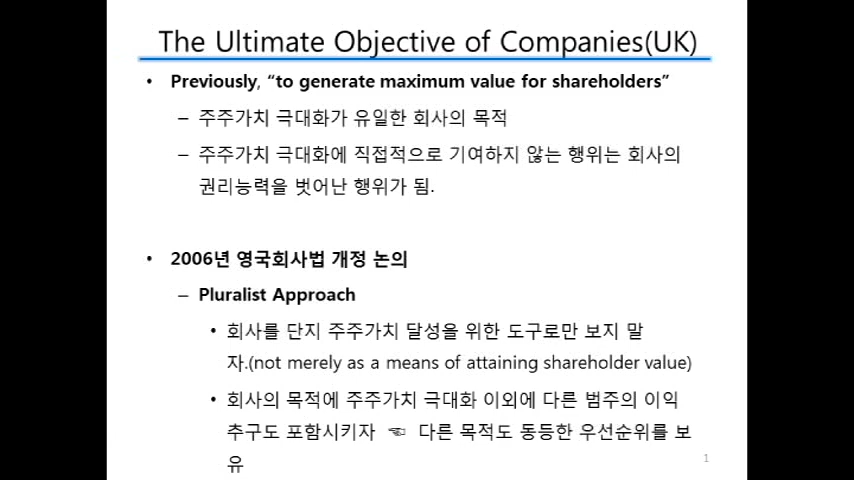 The Ultimate Objective of Companies(UK)
• Previously, “to generate maximum value for shareholders”
– 주주가치 극대화가 유일한 회사의 목적
– 주주가치 극대화에 직접적으로 기여하지 않는 행위는 회사의
권리능력을 벗어난 행위가 됨.
• 2006년 영국회사법 개정 논의
– Pluralist Approach
• 회사를 단지 주주가치 달성을 위한 도구로만 보지 말
자.(not merely as a means of attaining shareholder value)
• 회사의 목적에 주주가치 극대화 이외에 다른 범주의 이익
추구도 포함시키자 ☜ 다른 목적도 동등한 우선순위를 보
유
1